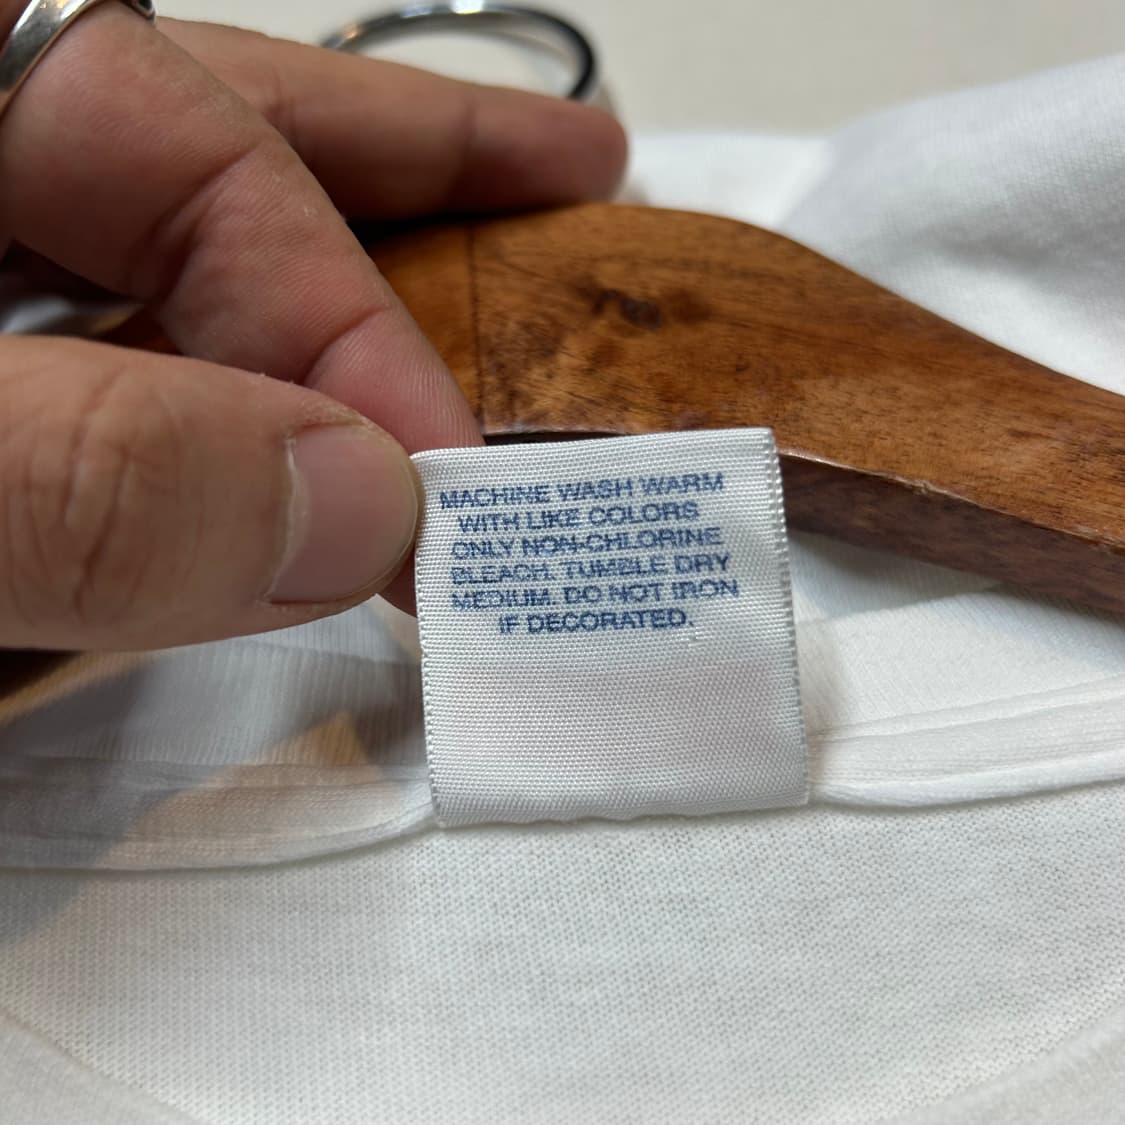 MACHINE WASH WARM
WITH LIKE COLORS
ONLY NON-CHLORINE
BLEACH. TUMBLE DRY
MEDIUM. DO NOT IRON
IF DECORATED.